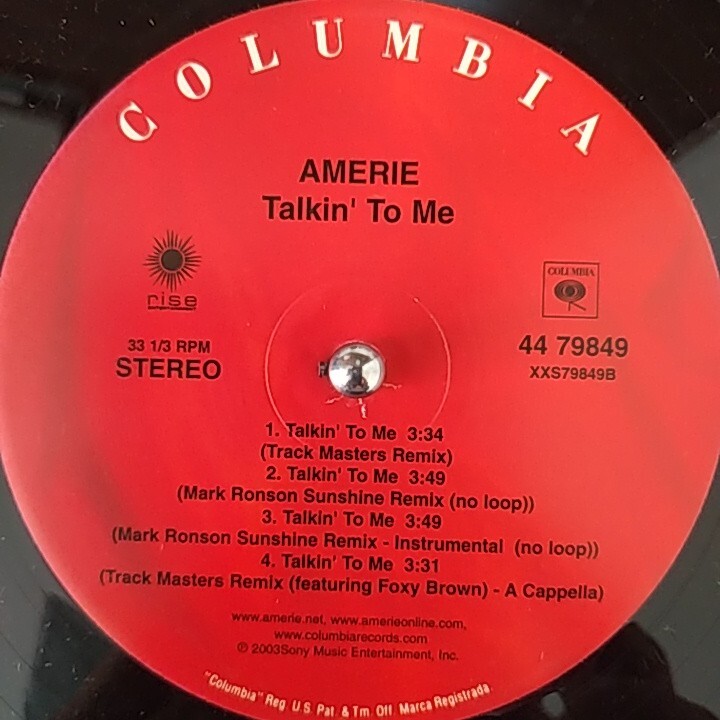 COLUMBIA
AMERIE
Talkin' To Me
rise
COLUMBIA
33 1/3 RPM
STEREO
44 79849
XXS79849B
1. Talkin' To Me 3:34
(Track Masters Remix)
2. Talkin' To Me 3:49
(Mark Ronson Sunshine Remix (no loop))
3. Talkin' To Me 3:49
(Mark Ronson Sunshine Remix - Instrumental (no loop))
4. Talkin' To Me 3:31
(Track Masters Remix (featuring Foxy Brown) - A Cappella)
www.amerie.net, www.amerieonline.com,
www.columbiarecords.com
℗ 2003Sony Music Entertainment, Inc.
"Columbia" Reg. U.S. Pat. & Tm. Off. Marca Registrada.